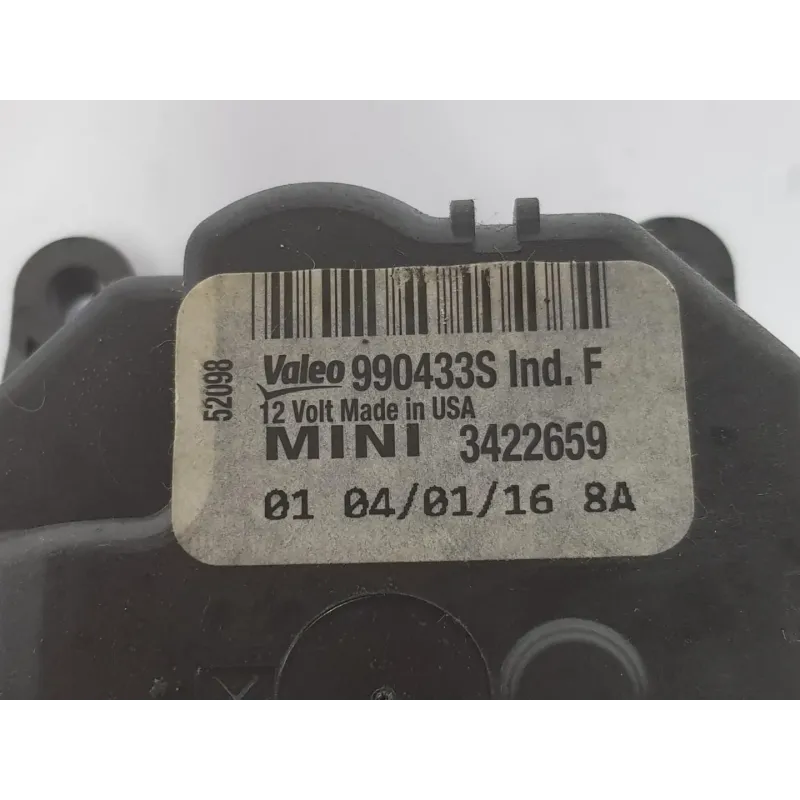 52098
Valeo 990433S Ind. F
12 Volt Made in USA
MINI 3422659
01 04/01/16 8A